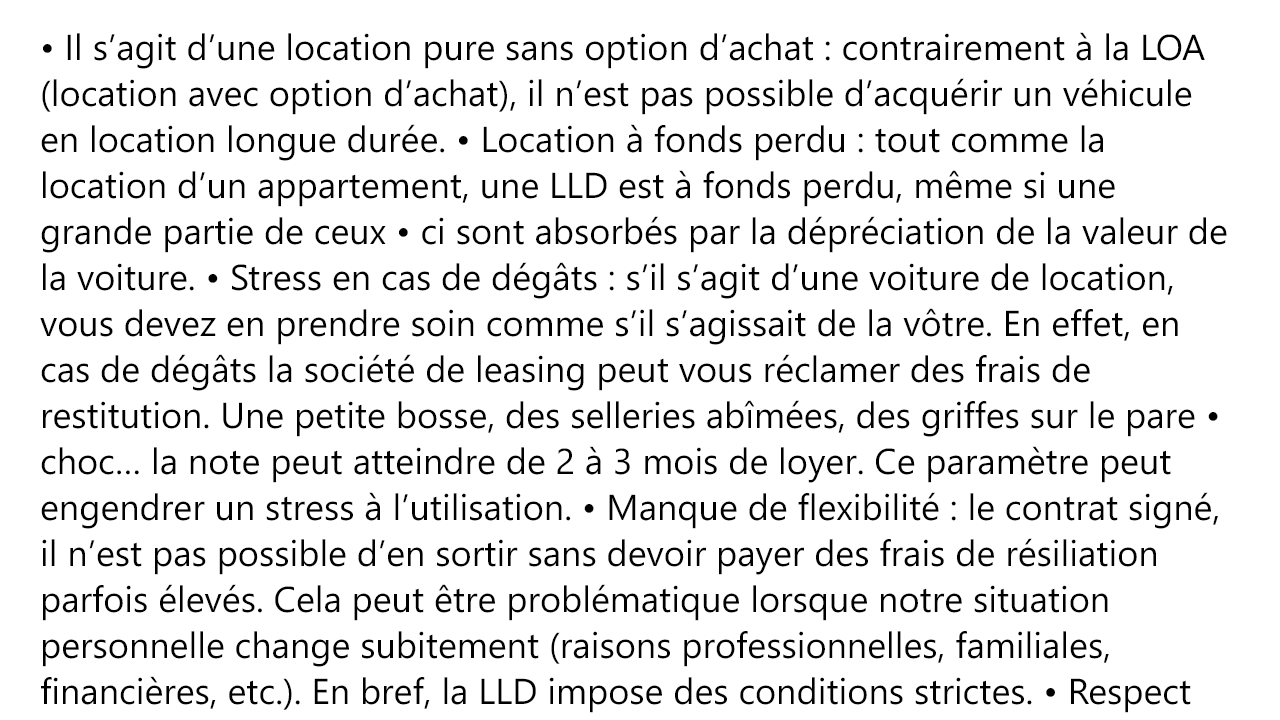 • Il s’agit d’une location pure sans option d’achat : contrairement à la LOA
(location avec option d’achat), il n’est pas possible d’acquérir un véhicule
en location longue durée. • Location à fonds perdu : tout comme la
location d’un appartement, une LLD est à fonds perdu, même si une
grande partie de ceux • ci sont absorbés par la dépréciation de la valeur de
la voiture. • Stress en cas de dégâts : s’il s’agit d’une voiture de location,
vous devez en prendre soin comme s’il s’agissait de la vôtre. En effet, en
cas de dégâts la société de leasing peut vous réclamer des frais de
restitution. Une petite bosse, des selleries abîmées, des griffes sur le pare •
choc… la note peut atteindre de 2 à 3 mois de loyer. Ce paramètre peut
engendrer un stress à l’utilisation. • Manque de flexibilité : le contrat signé,
il n’est pas possible d’en sortir sans devoir payer des frais de résiliation
parfois élevés. Cela peut être problématique lorsque notre situation
personnelle change subitement (raisons professionnelles, familiales,
financières, etc.). En bref, la LLD impose des conditions strictes. • Respect